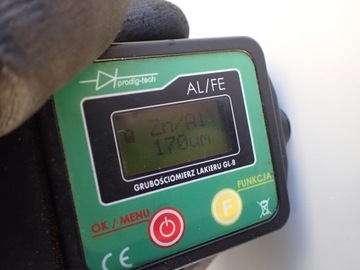 prodig-tech
AL/FE
Zn/Al
170um
GRUBOŚCIOMIERZ LAKIERU GL-8
OK / MENU
FUNKCJA
F
CE